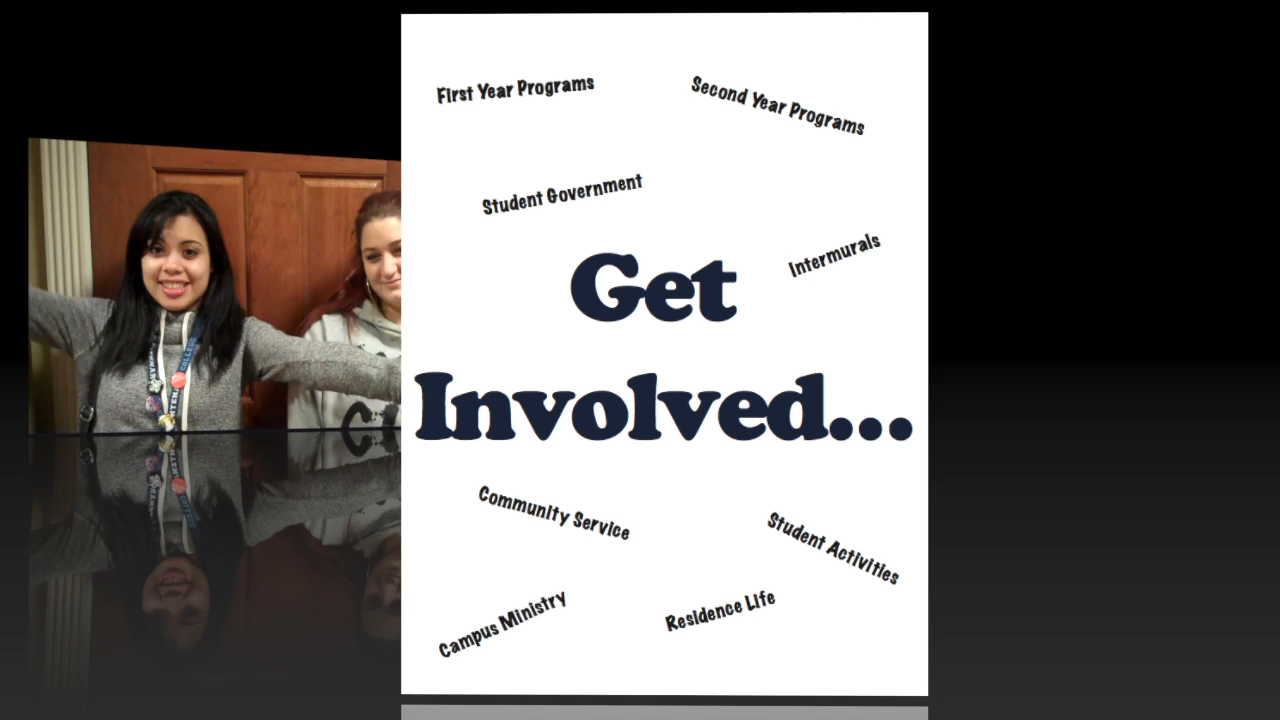 First Year Programs
Second Year Programs
Student Government
Intermurals
Get
Involved...
Community Service
Student Activities
Campus Ministry
Residence Life
COLLEGE